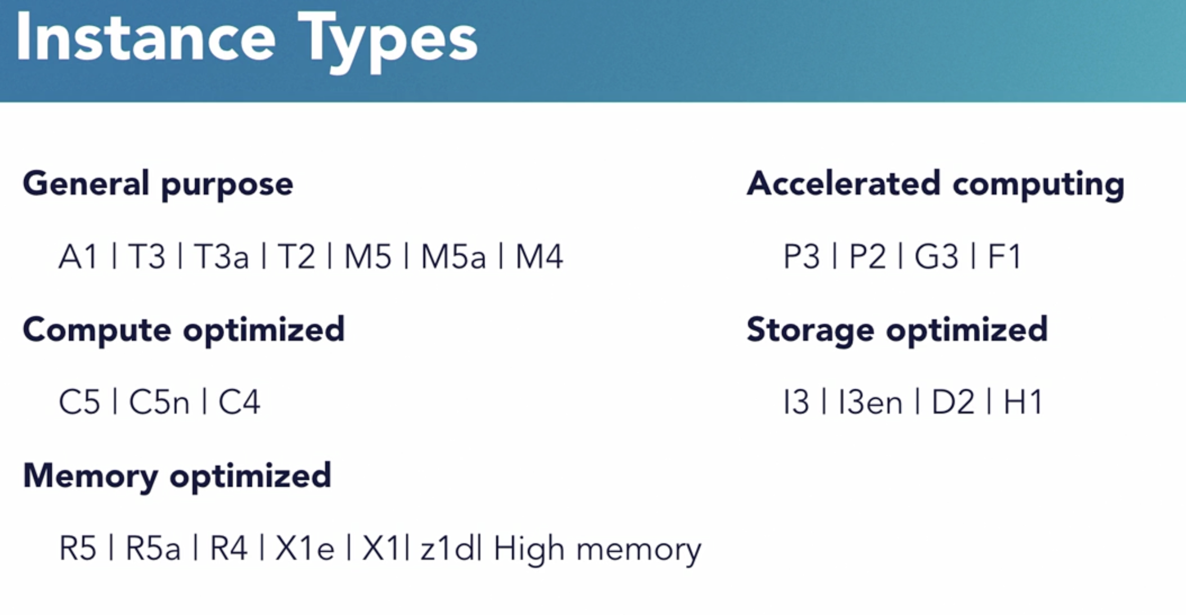 Instance Types
General purpose
A1 | T3 | T3a | T2 | M5 | M5a | M4
Compute optimized
C5 | C5n | C4
Memory optimized
R5 | R5a | R4 | X1e | X1| z1d| High memory
Accelerated computing
P3 | P2 | G3 | F1
Storage optimized
I3 | I3en | D2 | H1